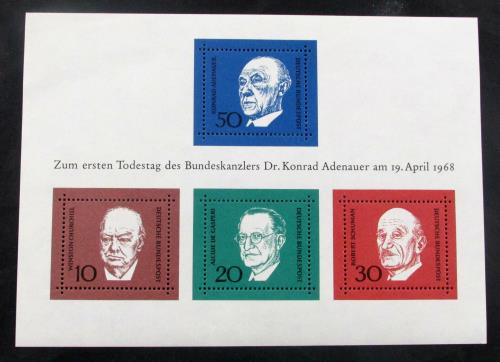 KONRAD ADENAUER
50
DEUTSCHE BUNDESPOST
Zum ersten Todestag des Bundeskanzlers Dr. Konrad Adenauer am 19. April 1968
WINSTON CHURCHILL
10
DEUTSCHE BUNDESPOST
ALCIDE DE GASPERI
20
DEUTSCHE BUNDESPOST
ROBERT SCHUMAN
30
DEUTSCHE BUNDESPOST